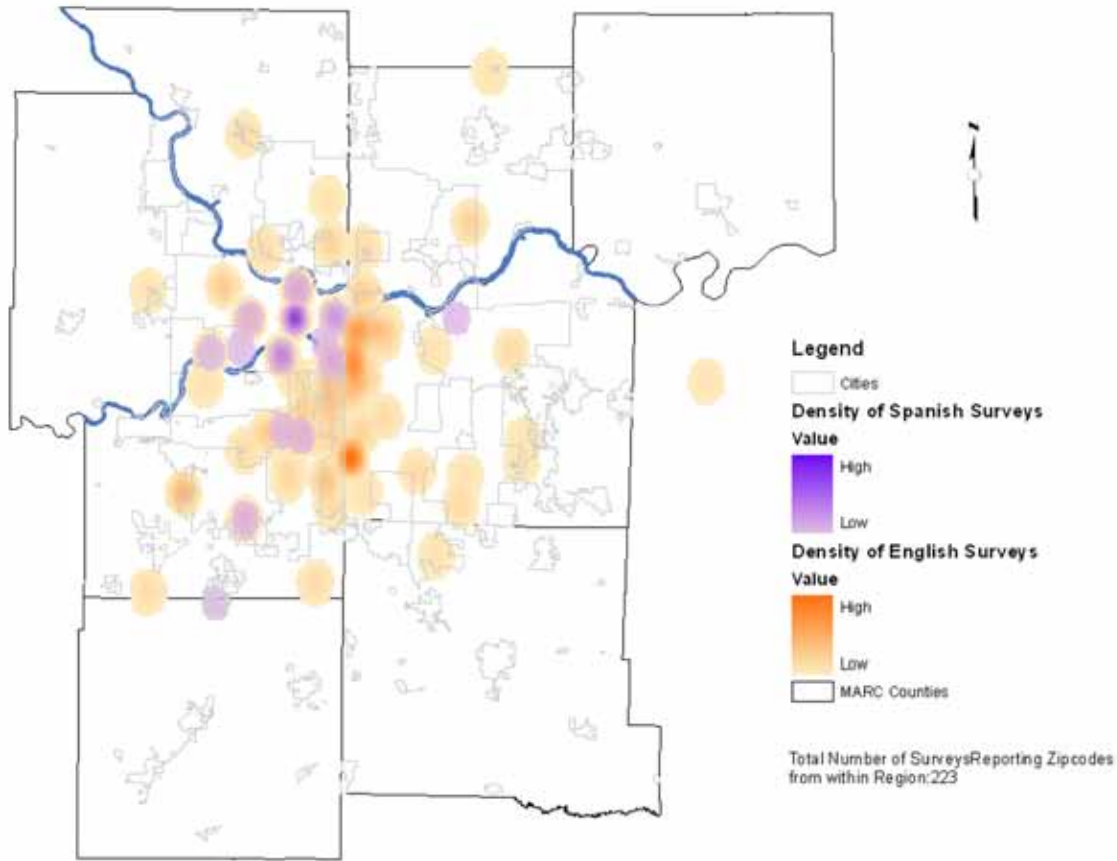 Legend
Cities
Density of Spanish Surveys
Value
High
Low
Density of English Surveys
Value
High
Low
MARC Counties
Total Number of SurveysReporting Zipcodes
from within Region:223